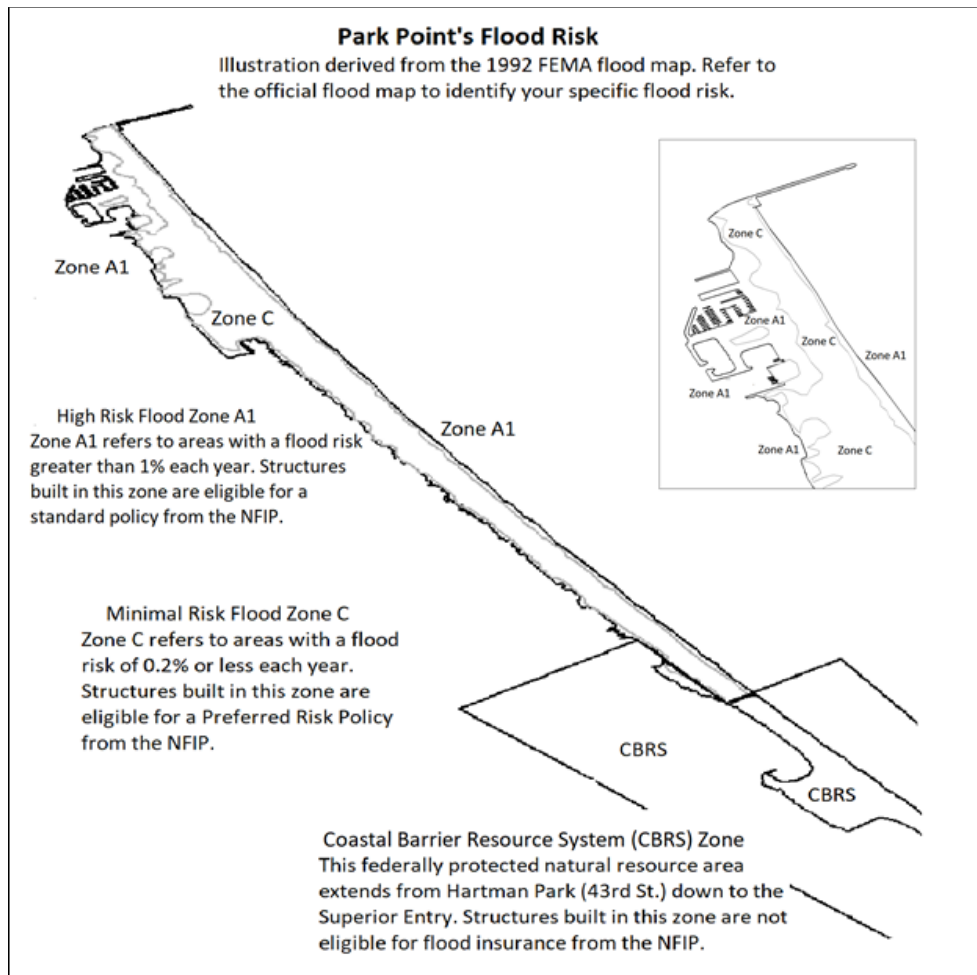 Park Point's Flood Risk
Illustration derived from the 1992 FEMA flood map. Refer to
the official flood map to identify your specific flood risk.
Zone C
Zone A1
Zone C
Zone A1
Zone A1
Zone A1
Zone C
Zone A1
Zone C
Zone A1
High Risk Flood Zone A1
Zone A1 refers to areas with a flood risk
greater than 1% each year. Structures
built in this zone are eligible for a
standard policy from the NFIP.
Minimal Risk Flood Zone C
Zone C refers to areas with a flood
risk of 0.2% or less each year.
Structures built in this zone are
eligible for a Preferred Risk Policy
from the NFIP.
CBRS
CBRS
Coastal Barrier Resource System (CBRS) Zone
This federally protected natural resource area
extends from Hartman Park (43rd St.) down to the
Superior Entry. Structures built in this zone are not
eligible for flood insurance from the NFIP.